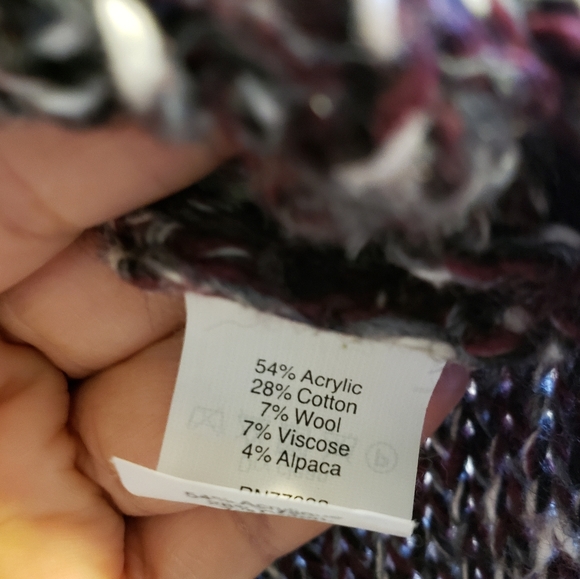 54% Acrylic
28% Cotton
7% Wool
7% Viscose
4% Alpaca